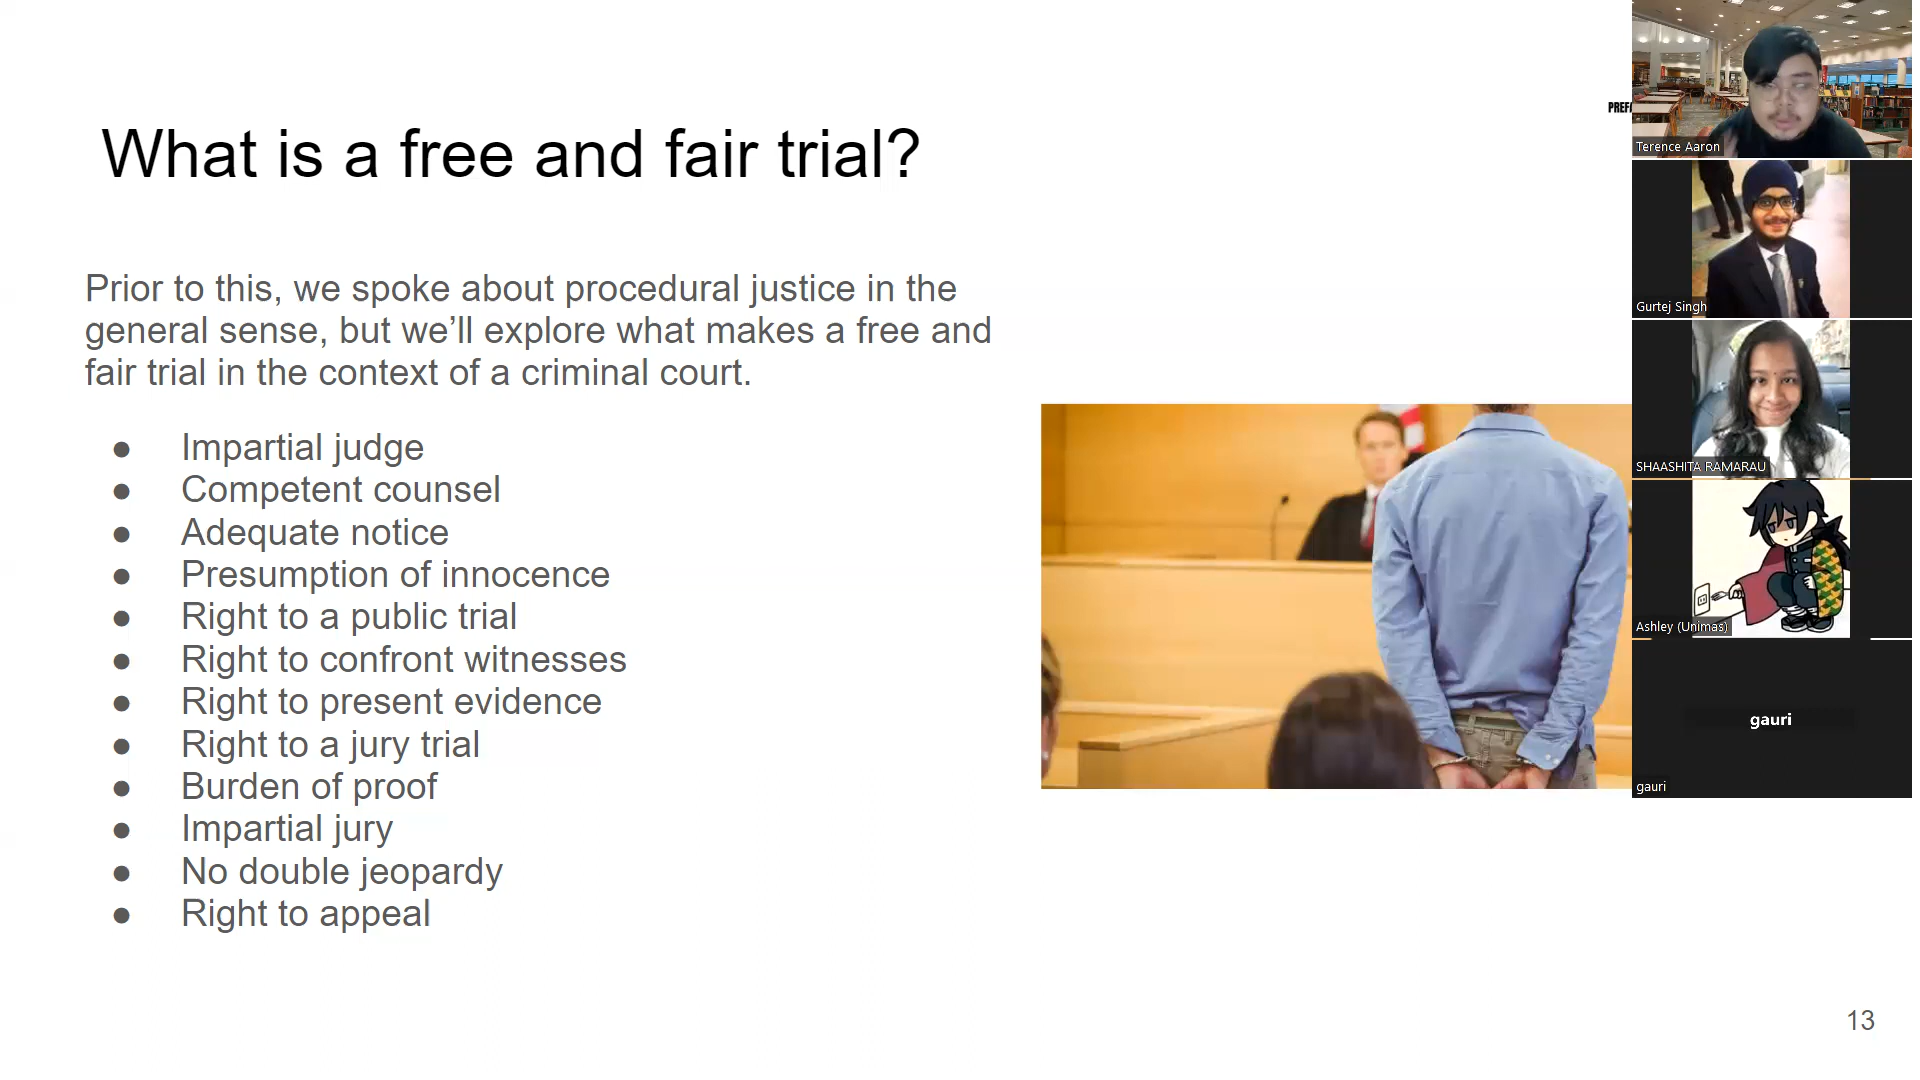 What is a free and fair trial?
Prior to this, we spoke about procedural justice in the
general sense, but we’ll explore what makes a free and
fair trial in the context of a criminal court.
● Impartial judge
● Competent counsel
● Adequate notice
● Presumption of innocence
● Right to a public trial
● Right to confront witnesses
● Right to present evidence
● Right to a jury trial
● Burden of proof
● Impartial jury
● No double jeopardy
● Right to appeal
13
PREFA
Terence Aaron
Gurtej Singh
SHAASHITA RAMARAU
Ashley (Unimas)
gauri
gauri